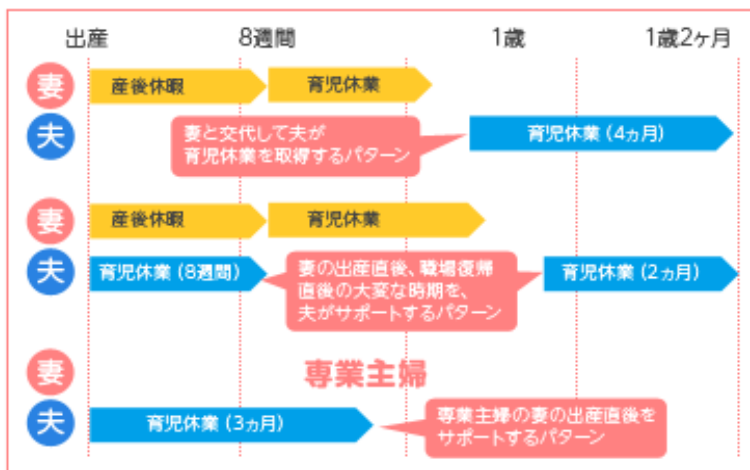 出産 8週間 1歳 1歳2ヶ月
妻 産後休暇 育児休業
夫 育児休業(4ヵ月)
妻と交代して夫が
育児休業を取得するパターン
妻 産後休暇 育児休業
夫 育児休業(8週間) 育児休業(2ヵ月)
妻の出産直後、職場復帰
直後の大変な時期を、
夫がサポートするパターン
妻 専業主婦
夫 育児休業(3ヵ月)
専業主婦の妻の出産直後を
サポートするパターン